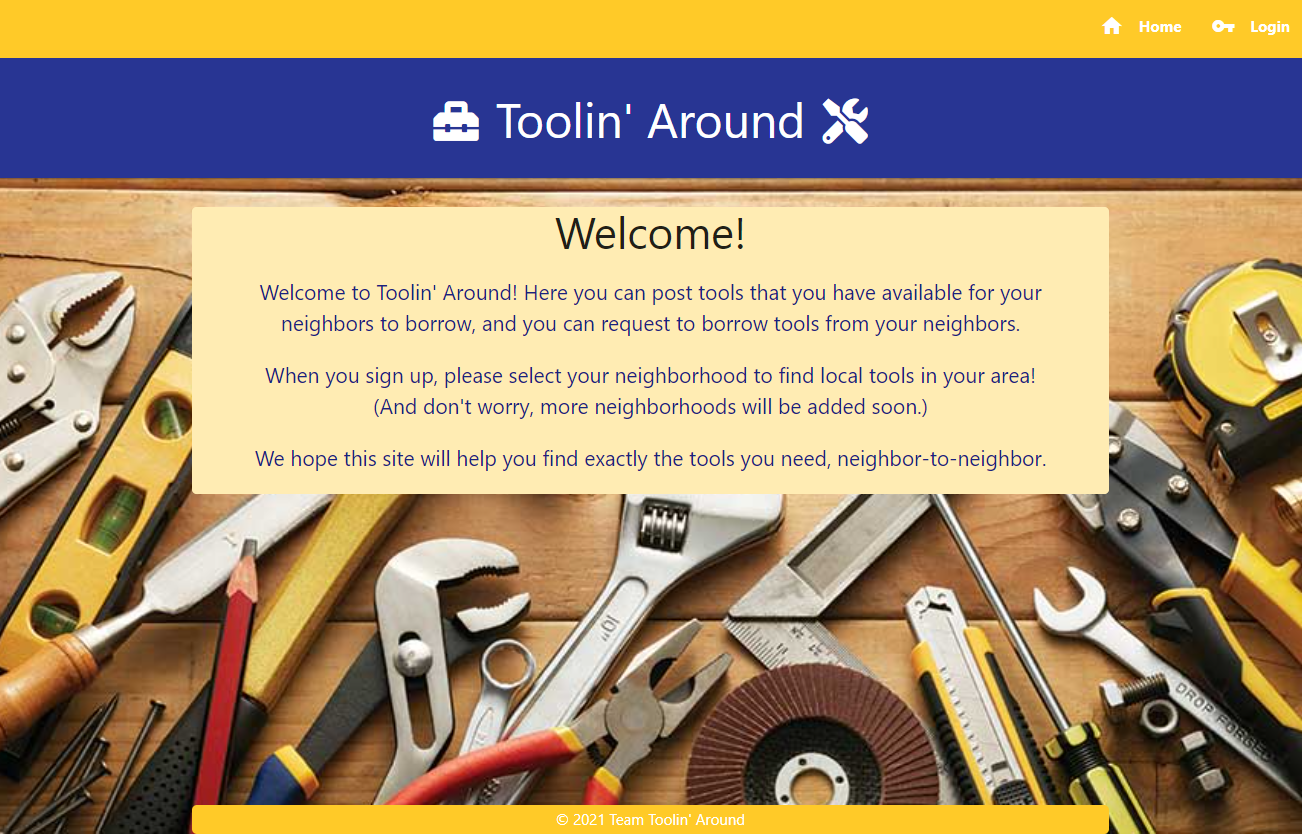 Home Login
Toolin' Around
Welcome!
Welcome to Toolin' Around! Here you can post tools that you have available for your
neighbors to borrow, and you can request to borrow tools from your neighbors.
When you sign up, please select your neighborhood to find local tools in your area!
(And don't worry, more neighborhoods will be added soon.)
We hope this site will help you find exactly the tools you need, neighbor-to-neighbor.
10"
14
DROP FORGED
© 2021 Team Toolin' Around